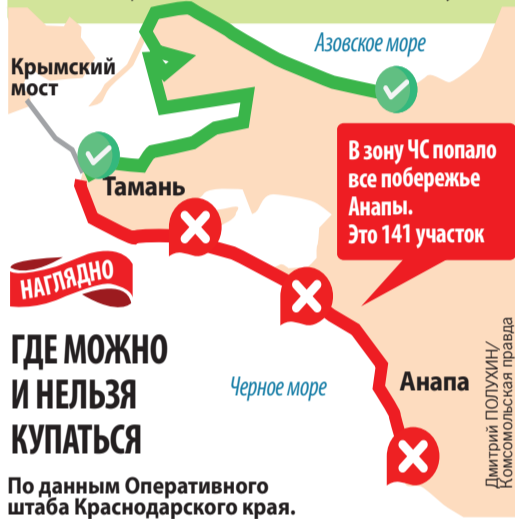 Азовское море
Крымский
мост
В зону ЧС попало
все побережье
Анапы.
Это 141 участок
Тамань
НАГЛЯДНО
ГДЕ МОЖНО
И НЕЛЬЗЯ
КУПАТЬСЯ
Черное море
Анапа
По данным Оперативного
штаба Краснодарского края.
Дмитрий ПОЛУХИН/
Комсомольская правда